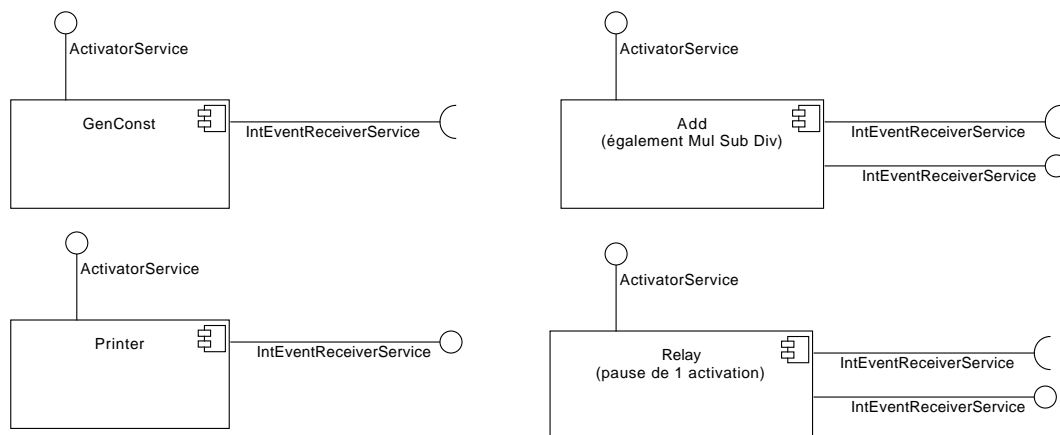 ActivatorService
GenConst
IntEventReceiverService
ActivatorService
Add
(également Mul Sub Div)
IntEventReceiverService
IntEventReceiverService
ActivatorService
Printer
IntEventReceiverService
ActivatorService
Relay
(pause de 1 activation)
IntEventReceiverService
IntEventReceiverService